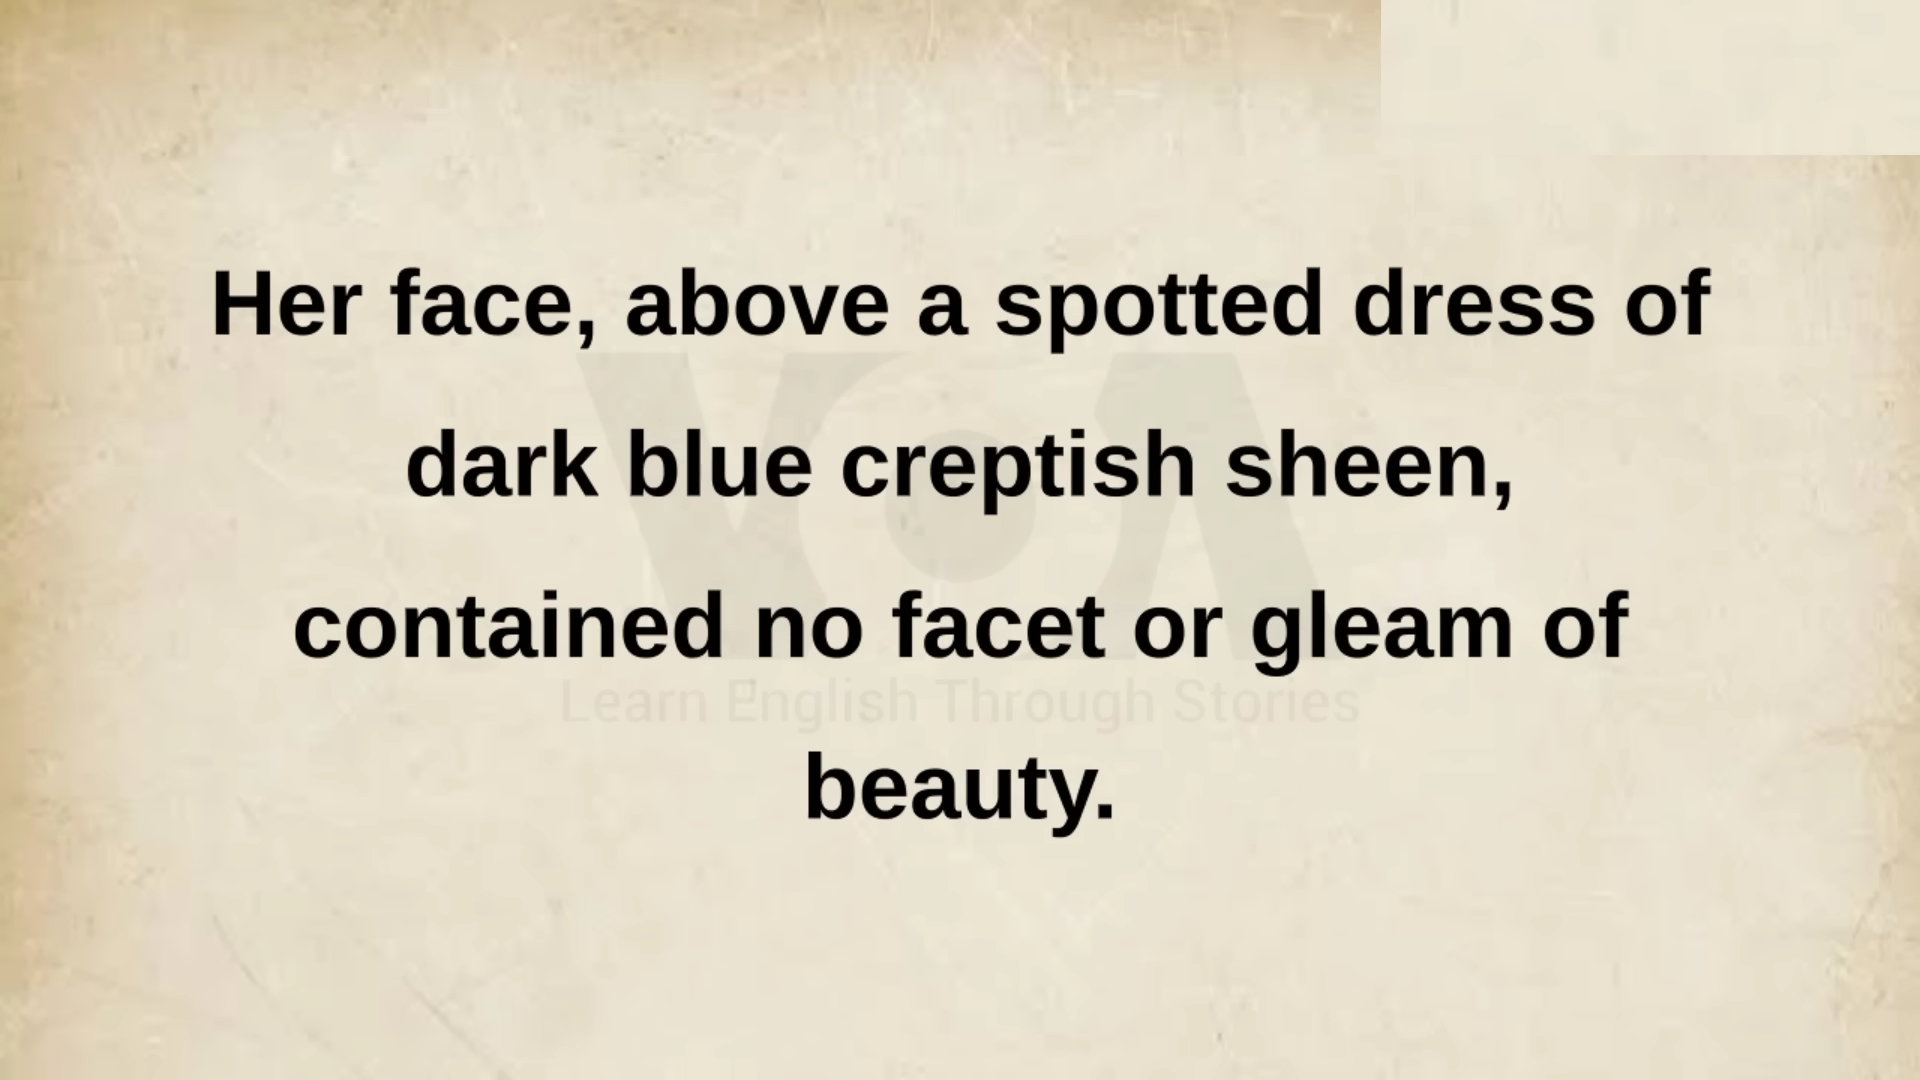 Her face, above a spotted dress of
dark blue creptish sheen,
VOA
contained no facet or gleam of
Learn English Through Stories
beauty.